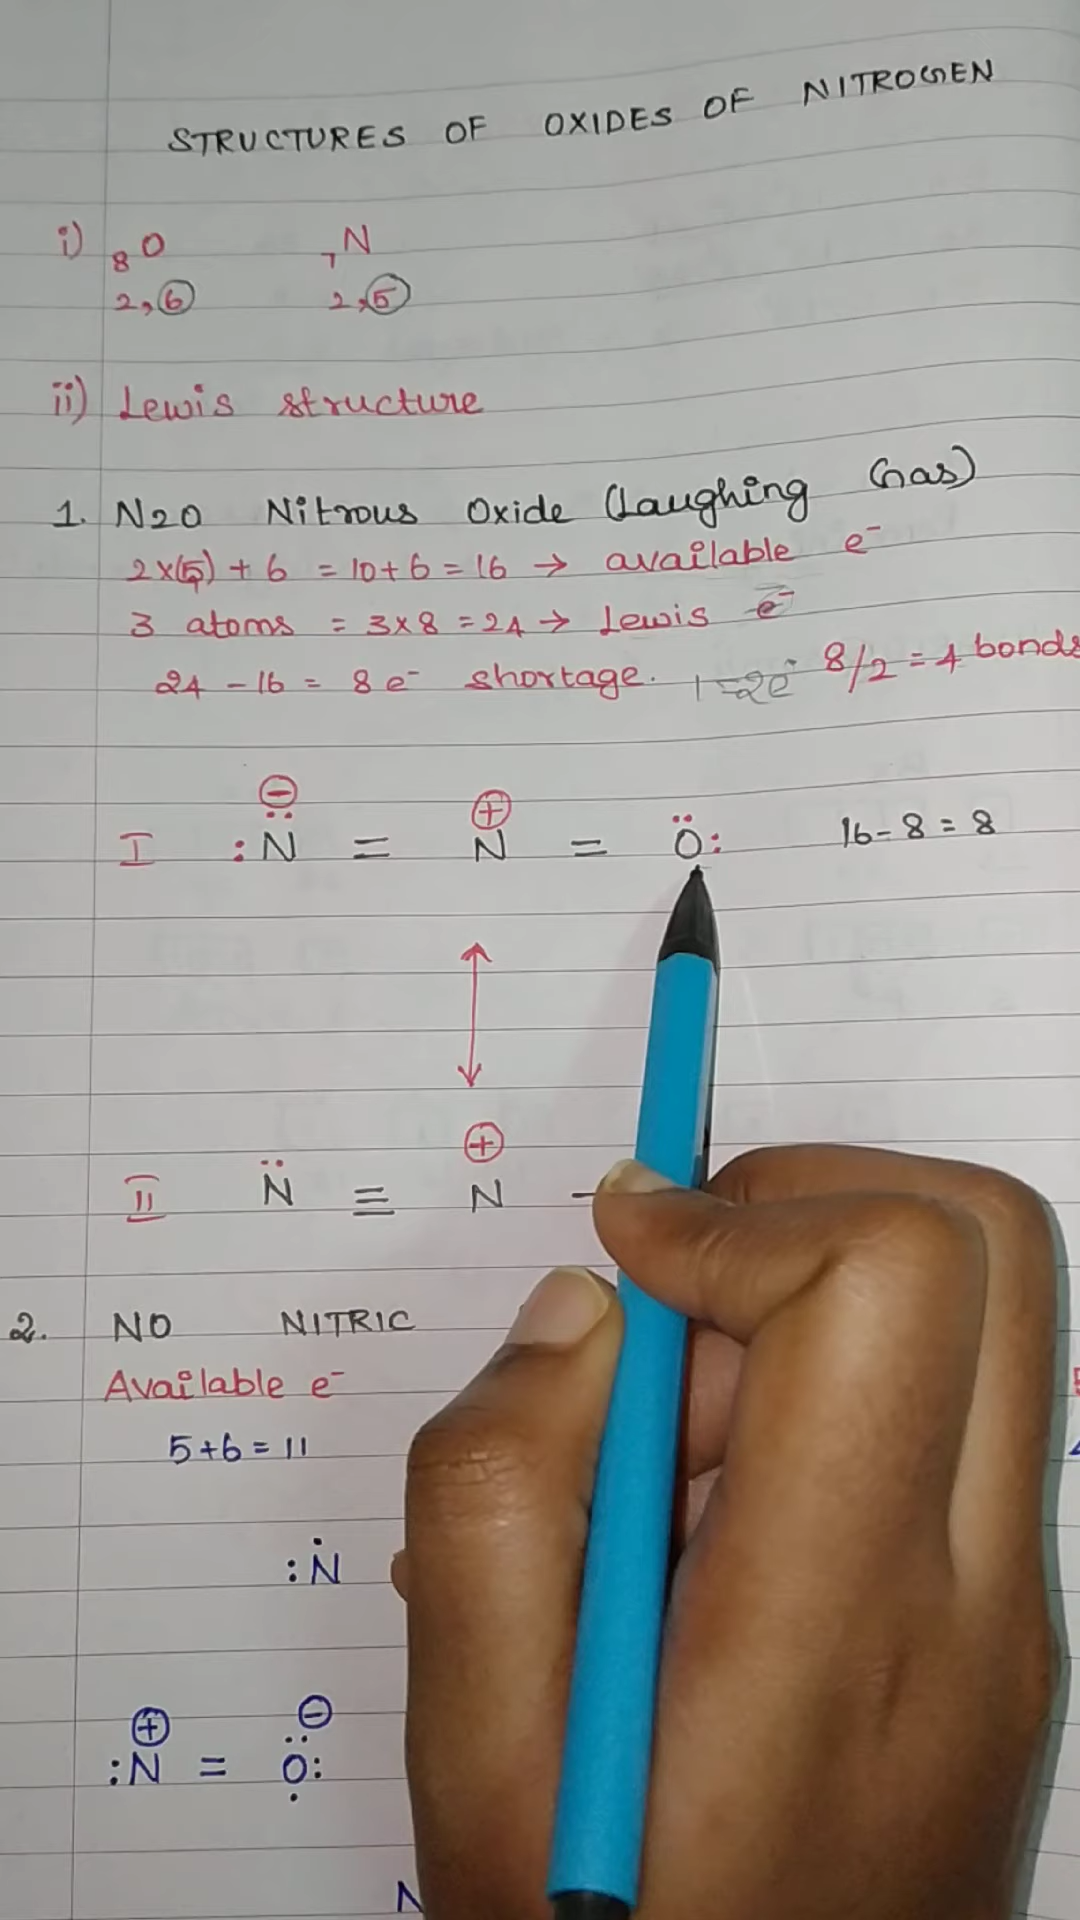 STRUCTURES OF OXIDES OF NITROGEN
i) 8O 7N
2,6 2,5
ii) Lewis structure
1. N2O Nitrous Oxide (Laughing Gas)
2×(5) + 6 = 10+6 = 16 → available e⁻
3 atoms = 3×8 = 24 → Lewis e⁻
24 - 16 = 8 e⁻ shortage. 1=2e⁻ 8/2 = 4 bonds
⊖ ⊕
I :N̈ = N = Ö: 16-8 = 8
⊕
II N̈ ≡ N -
2. NO NITRIC
Available e⁻
5+6 = 11
:Ṅ
⊕ ⊖
:N = Ọ̈:
N